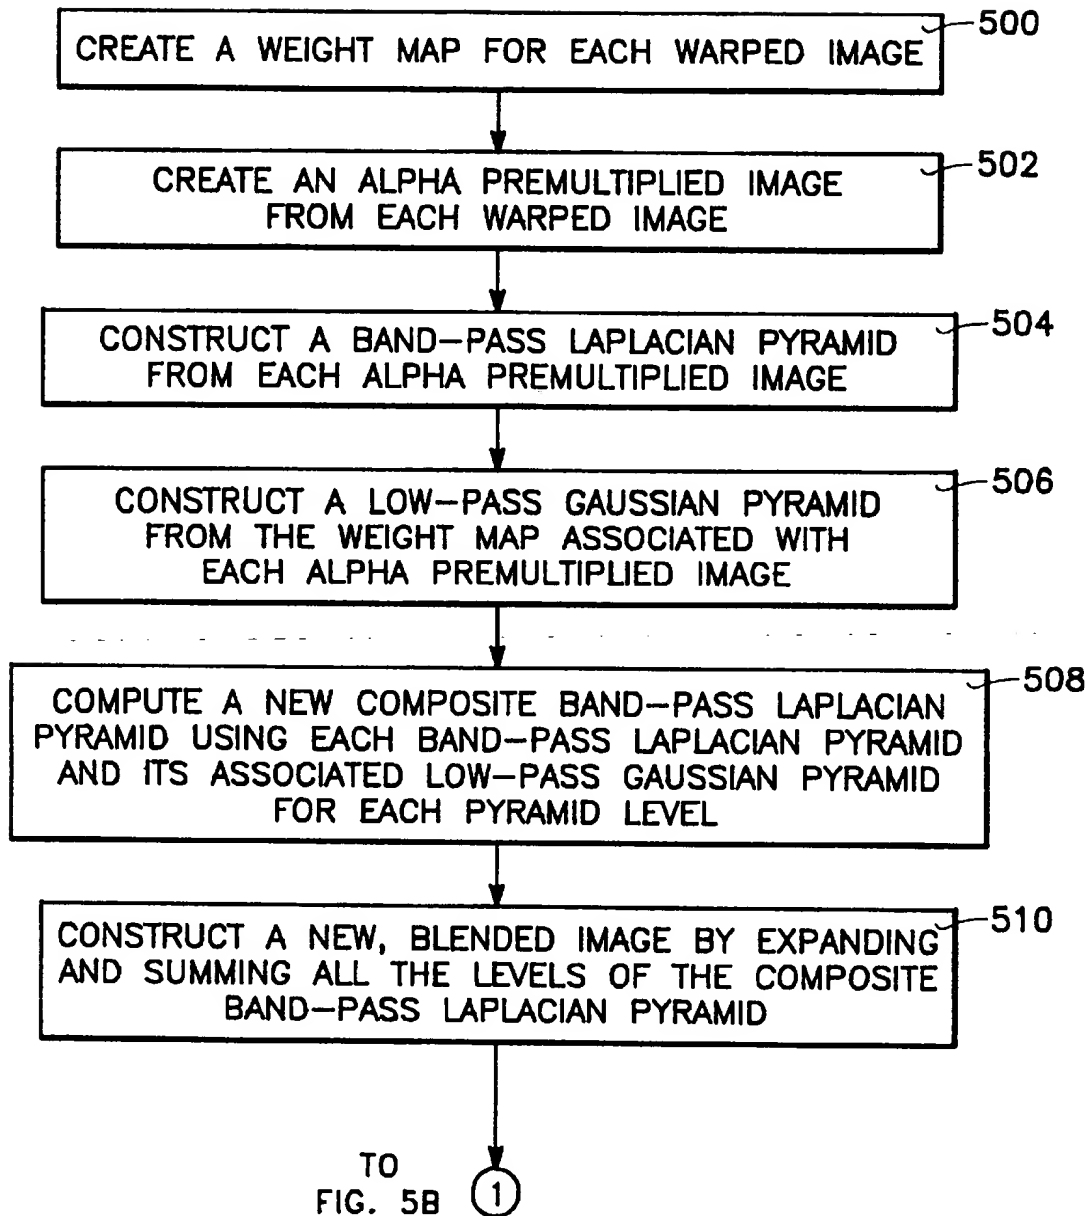 500
CREATE A WEIGHT MAP FOR EACH WARPED IMAGE
502
CREATE AN ALPHA PREMULTIPLIED IMAGE
FROM EACH WARPED IMAGE
504
CONSTRUCT A BAND-PASS LAPLACIAN PYRAMID
FROM EACH ALPHA PREMULTIPLIED IMAGE
506
CONSTRUCT A LOW-PASS GAUSSIAN PYRAMID
FROM THE WEIGHT MAP ASSOCIATED WITH
EACH ALPHA PREMULTIPLIED IMAGE
508
COMPUTE A NEW COMPOSITE BAND-PASS LAPLACIAN
PYRAMID USING EACH BAND-PASS LAPLACIAN PYRAMID
AND ITS ASSOCIATED LOW-PASS GAUSSIAN PYRAMID
FOR EACH PYRAMID LEVEL
510
CONSTRUCT A NEW, BLENDED IMAGE BY EXPANDING
AND SUMMING ALL THE LEVELS OF THE COMPOSITE
BAND-PASS LAPLACIAN PYRAMID
TO
FIG. 5B
1